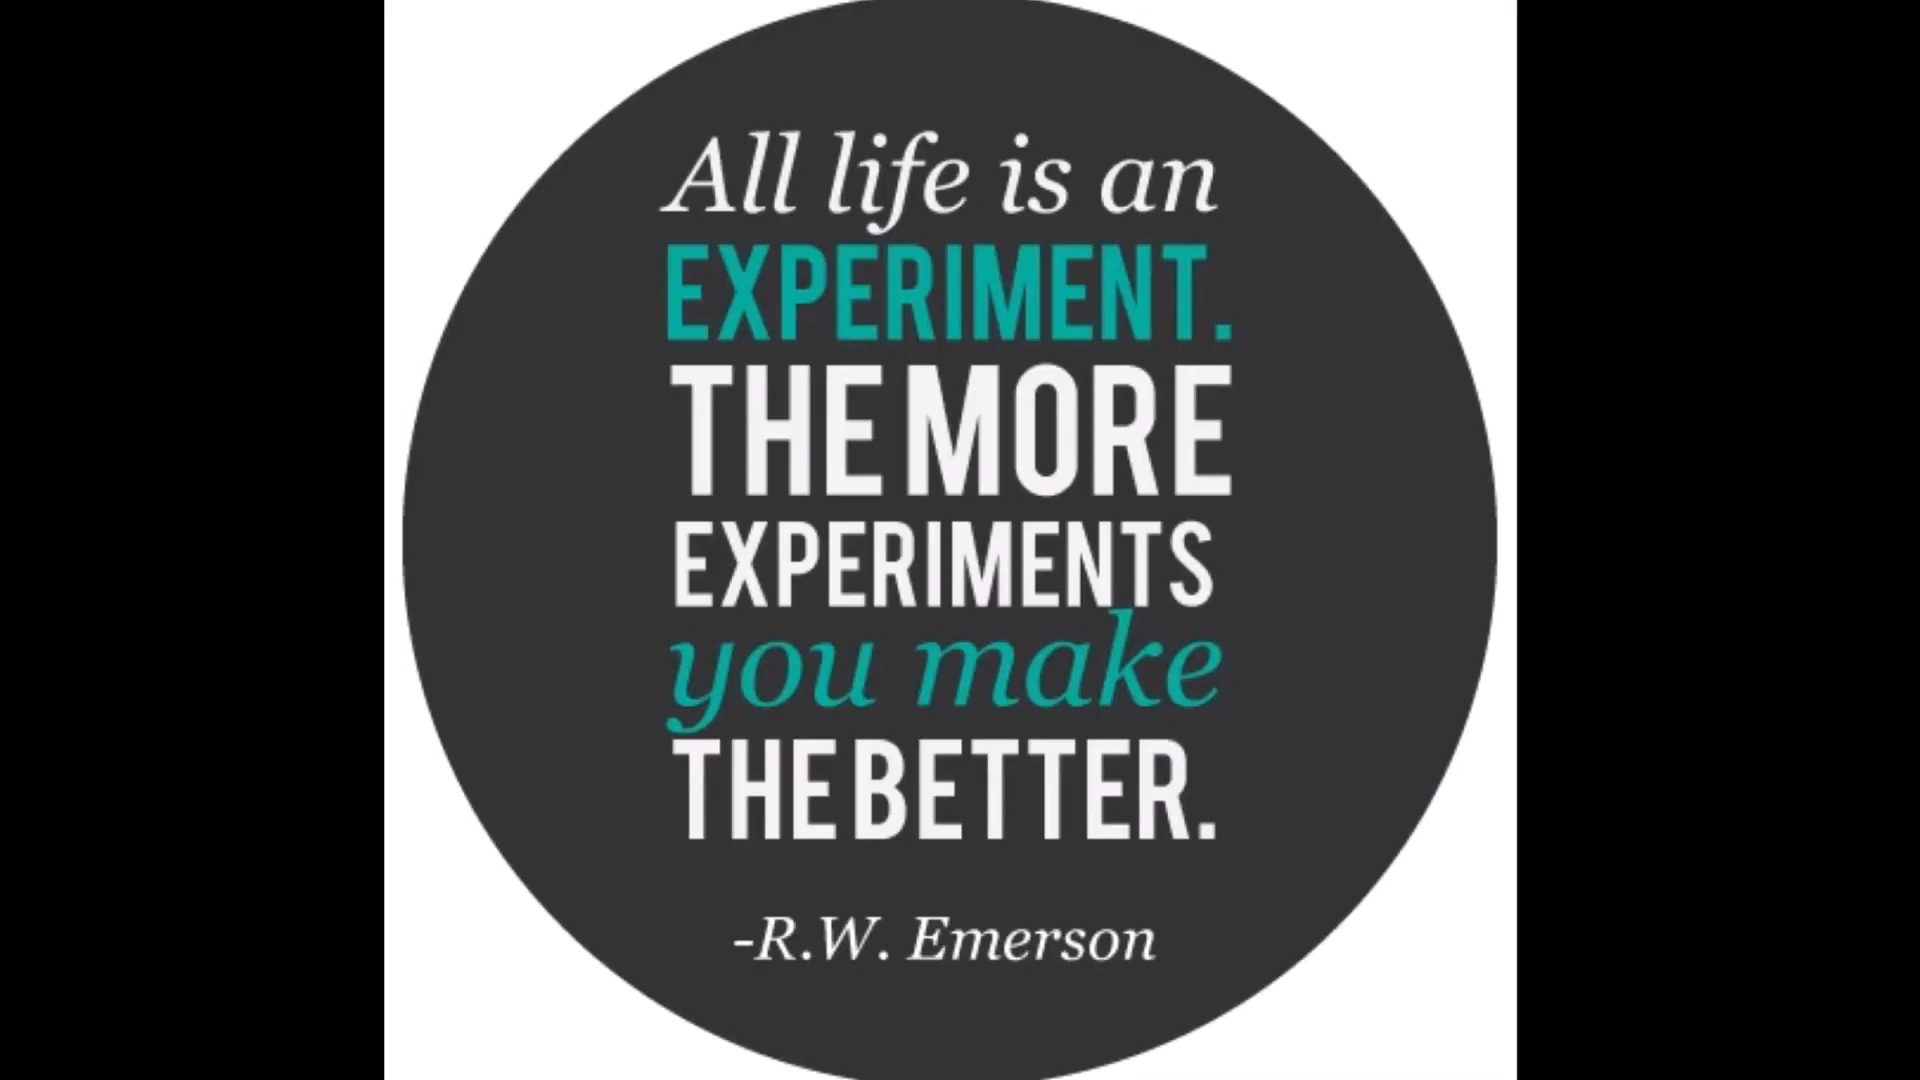 All life is an
EXPERIMENT.
THE MORE
EXPERIMENTS
you make
THE BETTER.
-R.W. Emerson